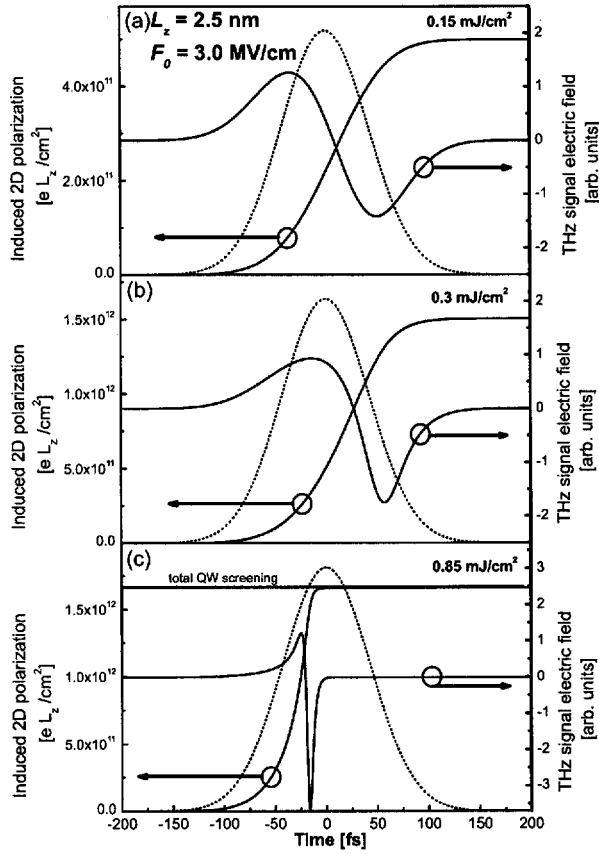 (a) L_z = 2.5 nm
F_0 = 3.0 MV/cm
0.15 mJ/cm²
4.0x10¹¹
2.0x10¹¹
0.0
Induced 2D polarization
[e L_z /cm²]
2
1
0
-1
-2
THz signal electric field
[arb. units]
(b)
0.3 mJ/cm²
1.5x10¹²
1.0x10¹²
5.0x10¹¹
0.0
Induced 2D polarization
[e L_z /cm²]
2
1
0
-1
-2
THz signal electric field
[arb. units]
(c)
0.85 mJ/cm²
total QW screening
1.5x10¹²
1.0x10¹²
5.0x10¹¹
0.0
Induced 2D polarization
[e L_z /cm²]
3
2
1
0
-1
-2
-3
THz signal electric field
[arb. units]
-200 -150 -100 -50 0 50 100 150 200
Time [fs]